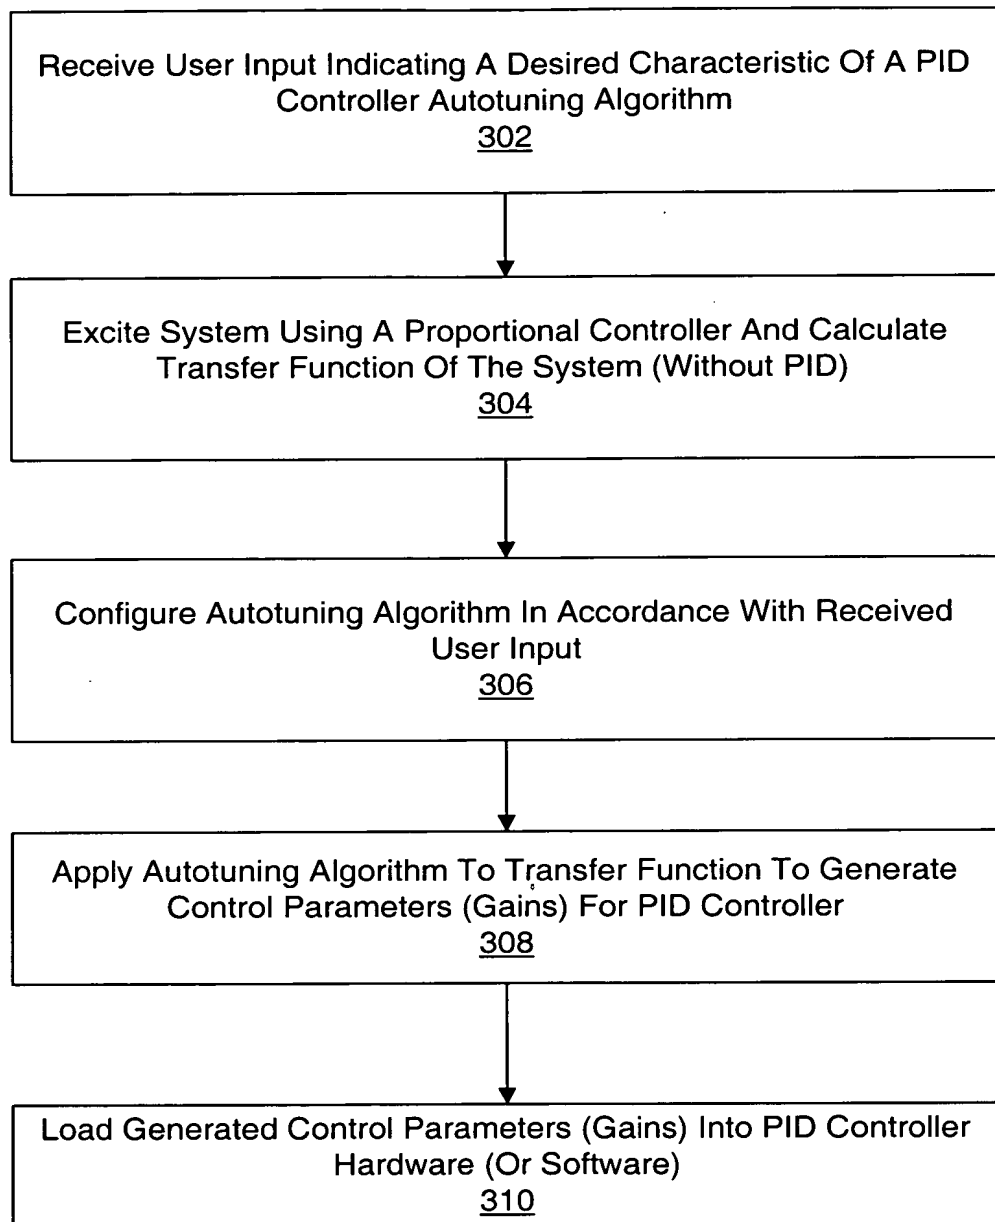 Receive User Input Indicating A Desired Characteristic Of A PID
Controller Autotuning Algorithm
302
Excite System Using A Proportional Controller And Calculate
Transfer Function Of The System (Without PID)
304
Configure Autotuning Algorithm In Accordance With Received
User Input
306
Apply Autotuning Algorithm To Transfer Function To Generate
Control Parameters (Gains) For PID Controller
308
Load Generated Control Parameters (Gains) Into PID Controller
Hardware (Or Software)
310